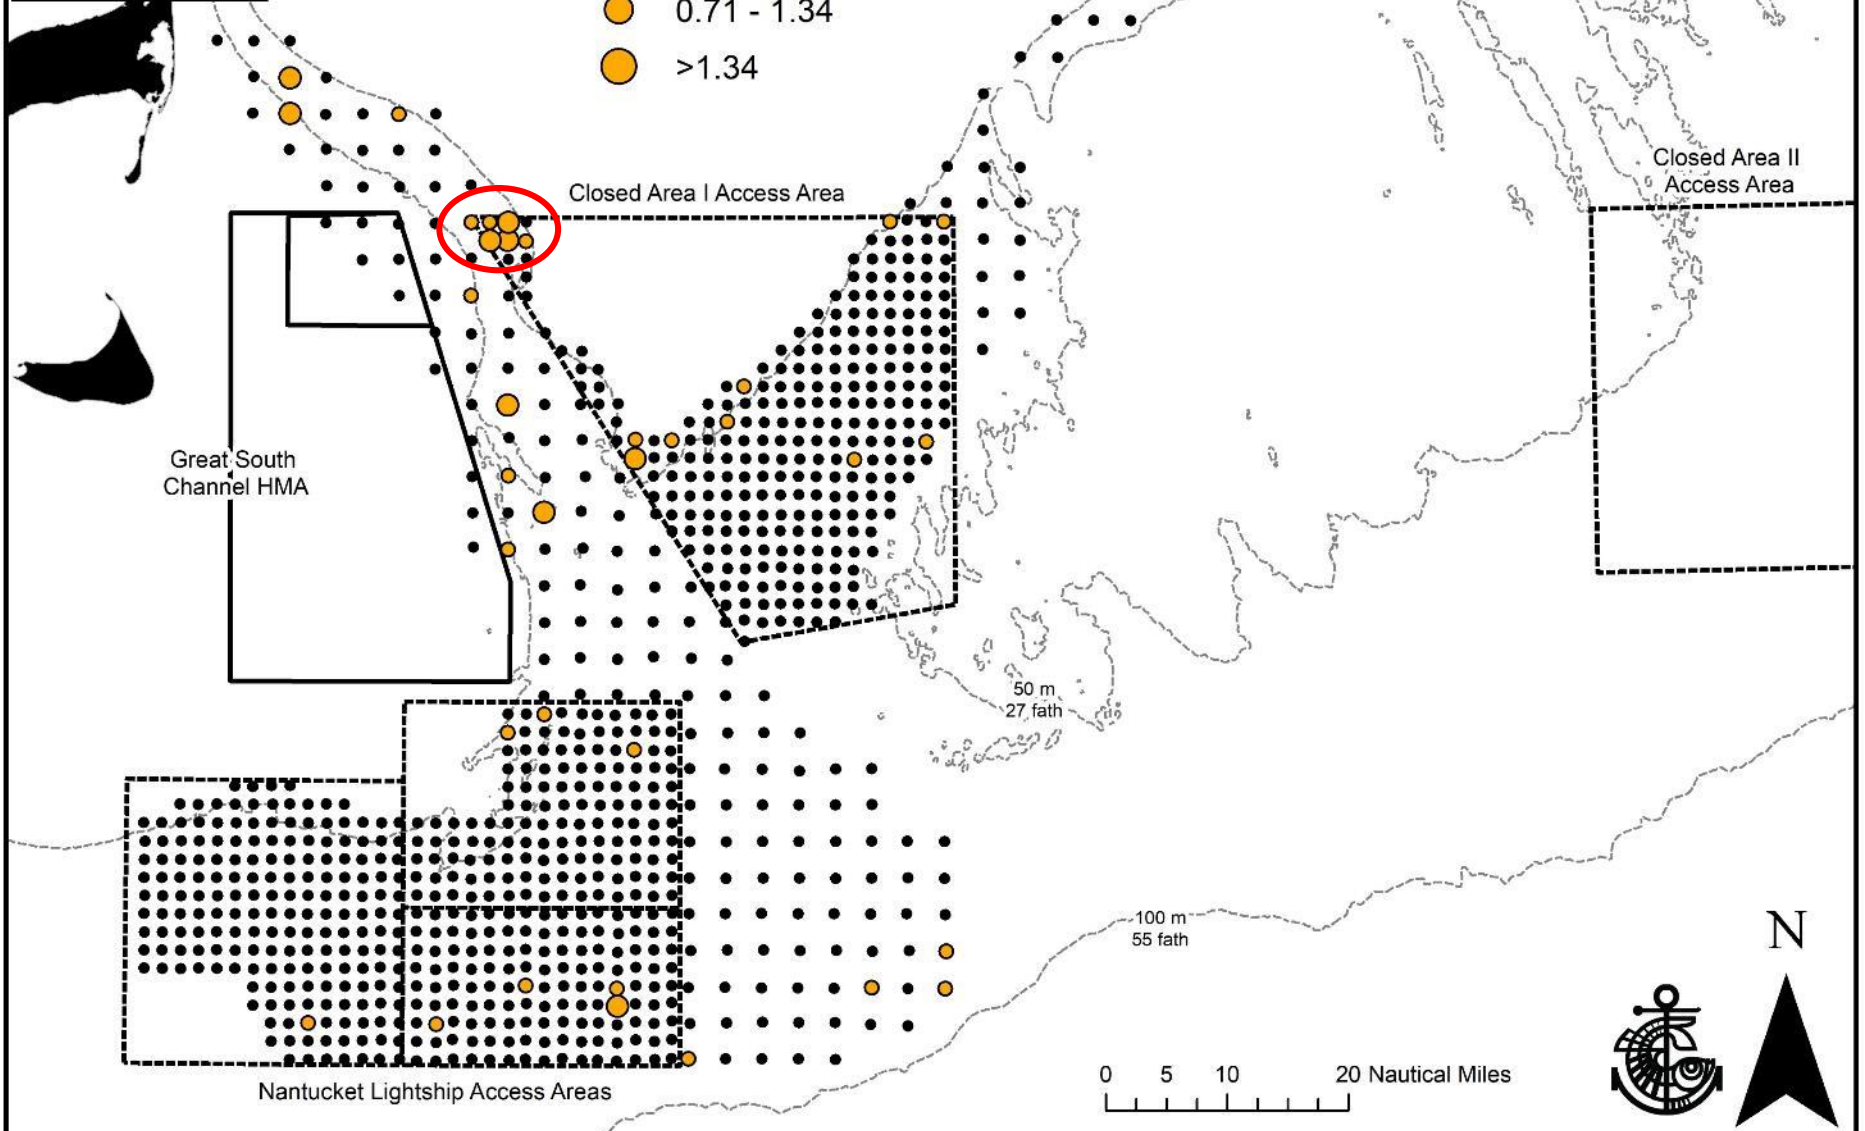 0.71 - 1.34
>1.34
Closed Area II
Access Area
Closed Area I Access Area
Great South
Channel HMA
50 m
27 fath
100 m
55 fath
N
0 5 10 20 Nautical Miles
Nantucket Lightship Access Areas